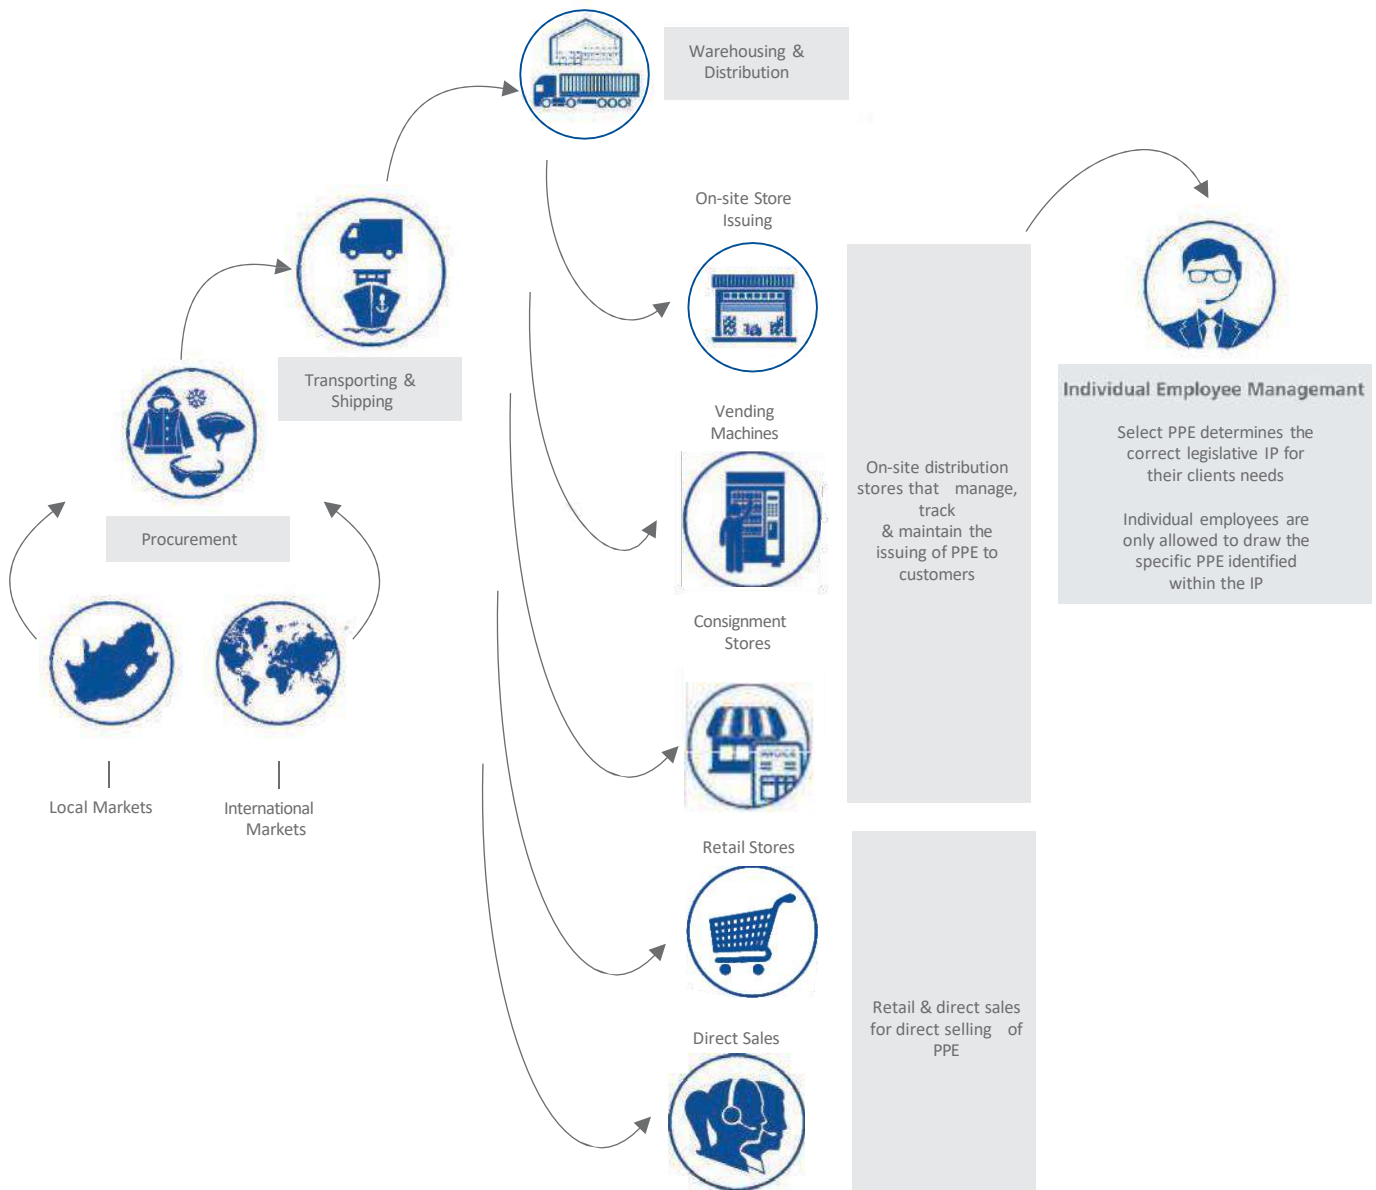 Warehousing &
Distribution
On-site Store
Issuing
Transporting &
Shipping
Individual Employee Managemant
Select PPE determines the
correct legislative IP for
their clients needs
Individual employees are
only allowed to draw the
specific PPE identified
within the IP
Vending
Machines
On-site distribution
stores that manage,
track
& maintain the
issuing of PPE to
customers
Procurement
Consignment
Stores
INVOICE
Local Markets
International
Markets
Retail Stores
Retail & direct sales
for direct selling of
PPE
Direct Sales